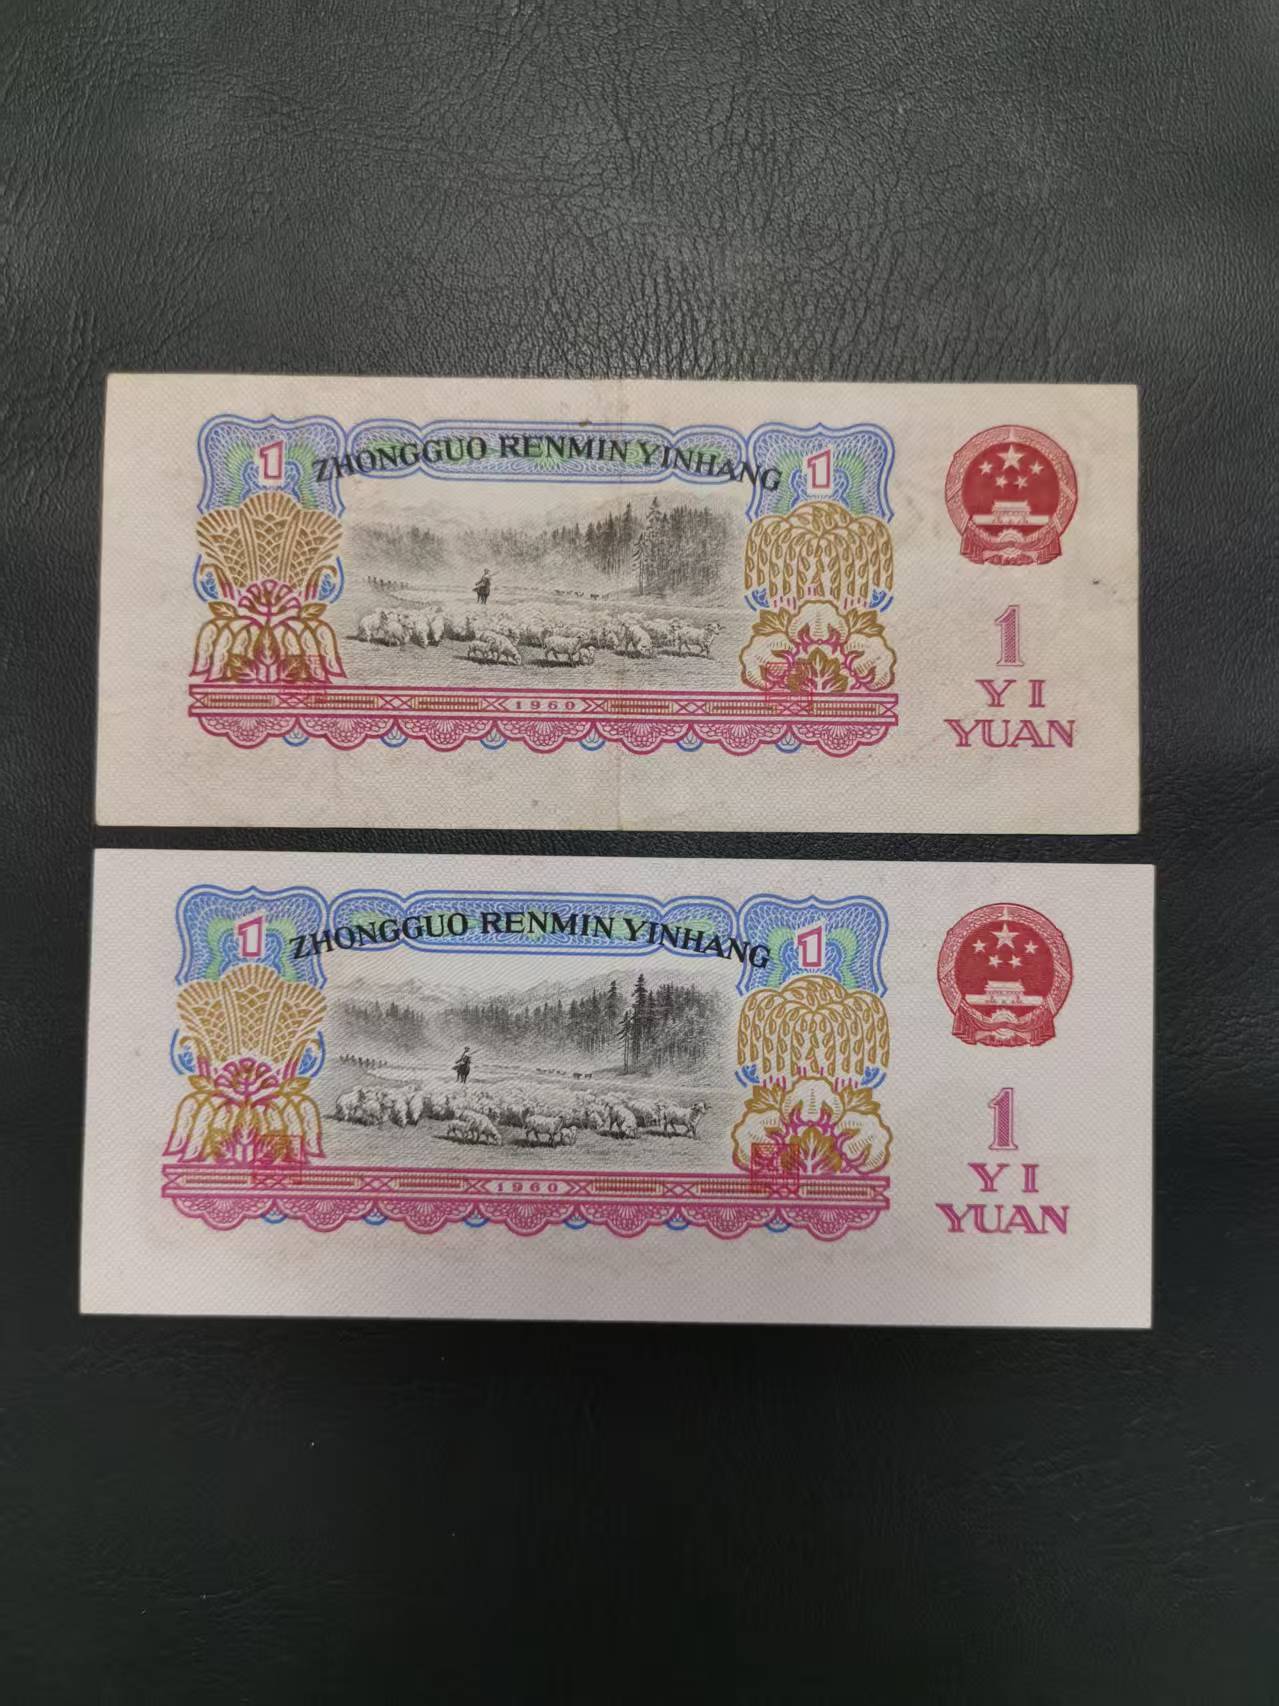 1 ZHONGGUO RENMIN YINHANG 1
1960
1
YI
YUAN
1 ZHONGGUO RENMIN YINHANG 1
1960
1
YI
YUAN